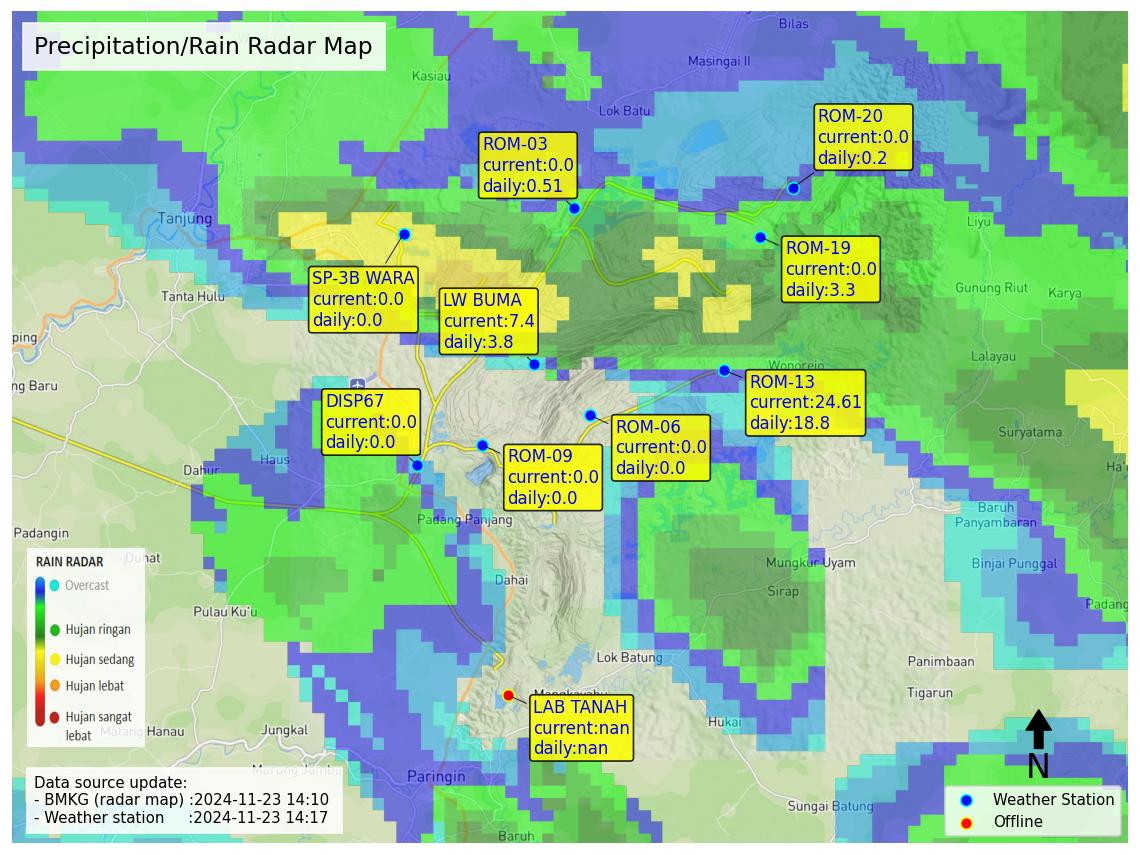 Precipitation/Rain Radar Map
Bilas
Masingai II
Kasiau
Lok Batu
ROM-20
current:0.0
daily:0.2
ROM-03
current:0.0
daily:0.51
Tanjung
Liyu
ROM-19
current:0.0
daily:3.3
SP-3B WARA
current:0.0
daily:0.0
Tanta Hulu
LW BUMA
current:7.4
daily:3.8
Gunung Riut
Karya
ping
Lalayau
Wonorejo
ng Baru
ROM-13
current:24.61
daily:18.8
DISP67
current:0.0
daily:0.0
ROM-06
current:0.0
daily:0.0
Suryatama
ROM-09
current:0.0
daily:0.0
Haus
Dahur
Ha'u
Baruh
Panyambaran
Padang Panjang
Padangin
RAIN RADAR
Overcast
Hujan ringan
Hujan sedang
Hujan lebat
Hujan sangat
lebat
Mungkur Uyam
Binjai Punggal
Dahai
Sirap
Padang
Pulau Ku'u
Lok Batung
Panimbaan
Tigarun
Mangkayahu
LAB TANAH
current:nan
daily:nan
Hukai
Matang Hanau
Jungkal
Murung Jambu
Paringin
N
Data source update:
- BMKG (radar map) :2024-11-23 14:10
- Weather station :2024-11-23 14:17
Sungai Batung
Weather Station
Offline
Baruh